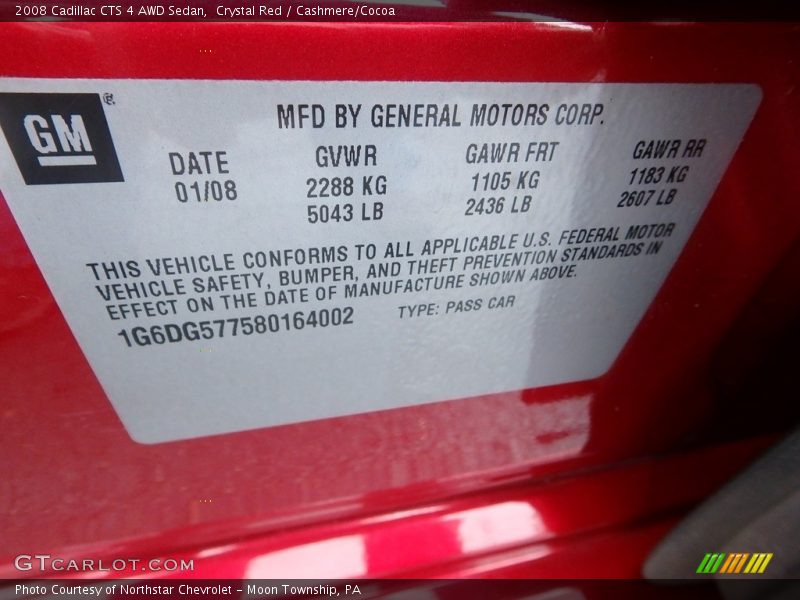 2008 Cadillac CTS 4 AWD Sedan, Crystal Red / Cashmere/Cocoa
GM
MFD BY GENERAL MOTORS CORP.
DATE GVWR GAWR FRT GAWR RR
01/08 2288 KG 1105 KG 1183 KG
5043 LB 2436 LB 2607 LB
THIS VEHICLE CONFORMS TO ALL APPLICABLE U.S. FEDERAL MOTOR
VEHICLE SAFETY, BUMPER, AND THEFT PREVENTION STANDARDS IN
EFFECT ON THE DATE OF MANUFACTURE SHOWN ABOVE.
1G6DG577580164002 TYPE: PASS CAR
GTCARLOT.COM
Photo Courtesy of Northstar Chevrolet - Moon Township, PA